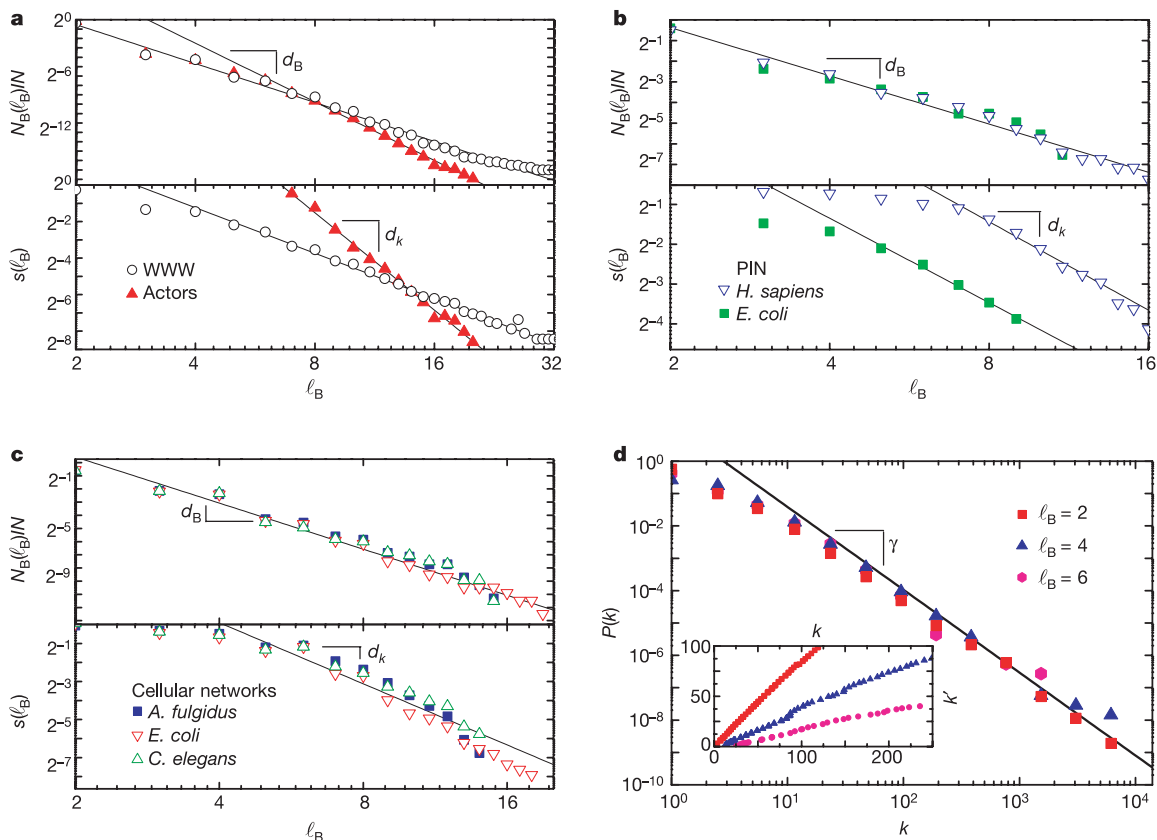 a
2^0
2^-6
2^-12
2^0
N_B(ℓ_B)/N
d_B
2^-2
2^-4
2^-6
2^-8
s(ℓ_B)
d_k
WWW
Actors
2 4 8 16 32
ℓ_B
b
2^-1
2^-3
2^-5
2^-7
N_B(ℓ_B)/N
d_B
2^-1
2^-2
2^-4
s(ℓ_B)
d_k
PIN
H. sapiens
E. coli
2 4 8 16
ℓ_B
c
2^-1
2^-5
2^-9
N_B(ℓ_B)/N
d_B
2^-1
2^-3
2^-5
2^-7
s(ℓ_B)
d_k
Cellular networks
A. fulgidus
E. coli
C. elegans
2 4 8 16
ℓ_B
d
10^0
10^-2
10^-4
10^-6
10^-8
10^-10
P(k)
γ
ℓ_B = 2
ℓ_B = 4
ℓ_B = 6
k
100
50
0
k′
0 50 100 150 200
10^0 10^1 10^2 10^3 10^4
k